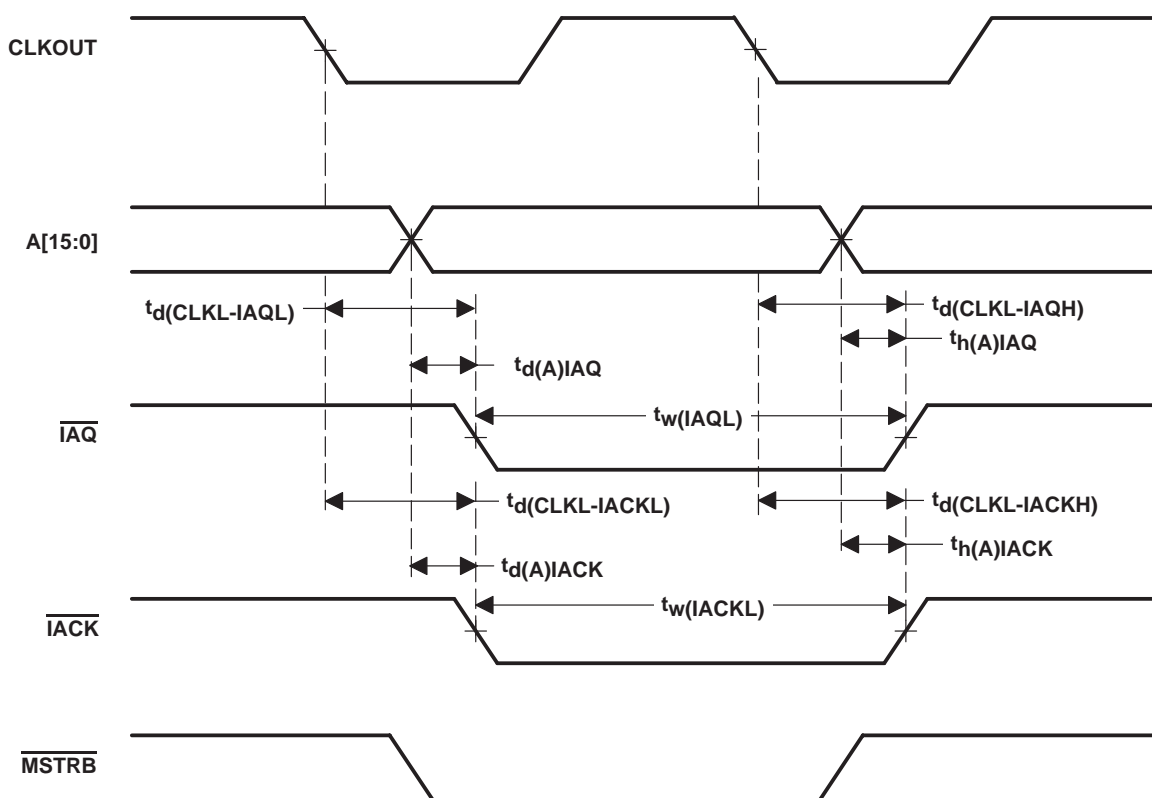 CLKOUT
A[15:0]
td(CLKL-IAQL)
td(CLKL-IAQH)
th(A)IAQ
td(A)IAQ
tw(IAQL)
IAQ
td(CLKL-IACKL)
td(CLKL-IACKH)
th(A)IACK
td(A)IACK
tw(IACKL)
IACK
MSTRB